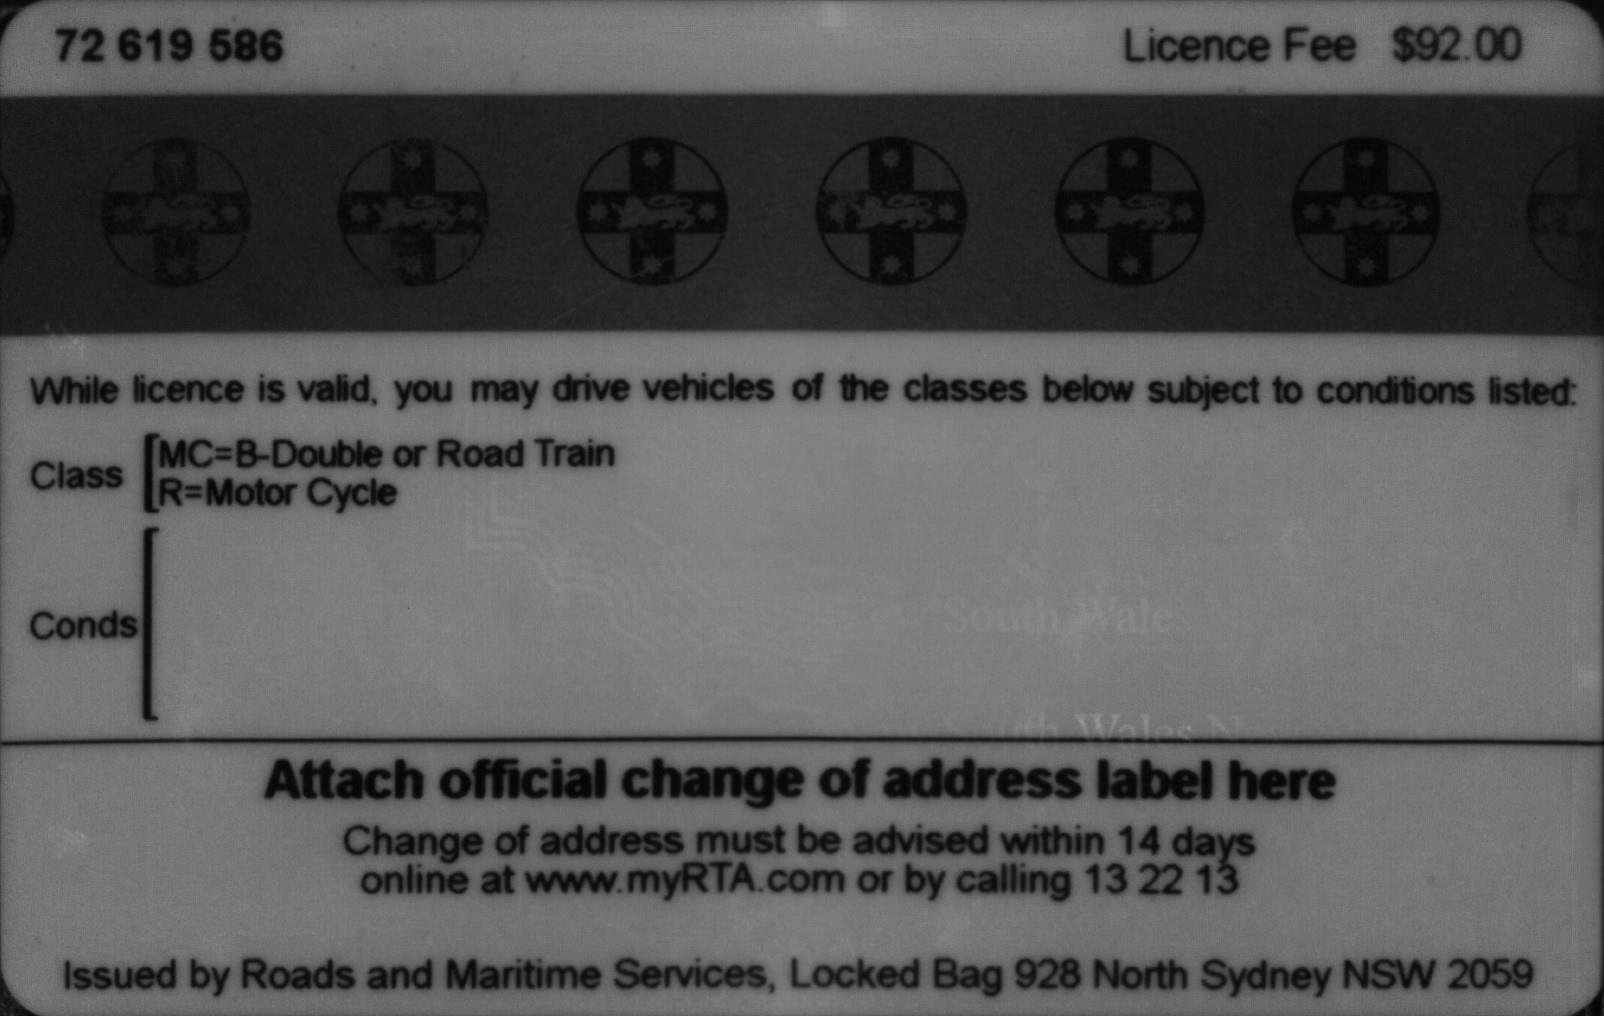 72 619 586
Licence Fee $92.00
While licence is valid, you may drive vehicles of the classes below subject to conditions listed:
Class
MC=B-Double or Road Train
R=Motor Cycle
Conds
South Wales
South Wales
Attach official change of address label here
Change of address must be advised within 14 days
online at www.myRTA.com or by calling 13 22 13
Issued by Roads and Maritime Services, Locked Bag 928 North Sydney NSW 2059